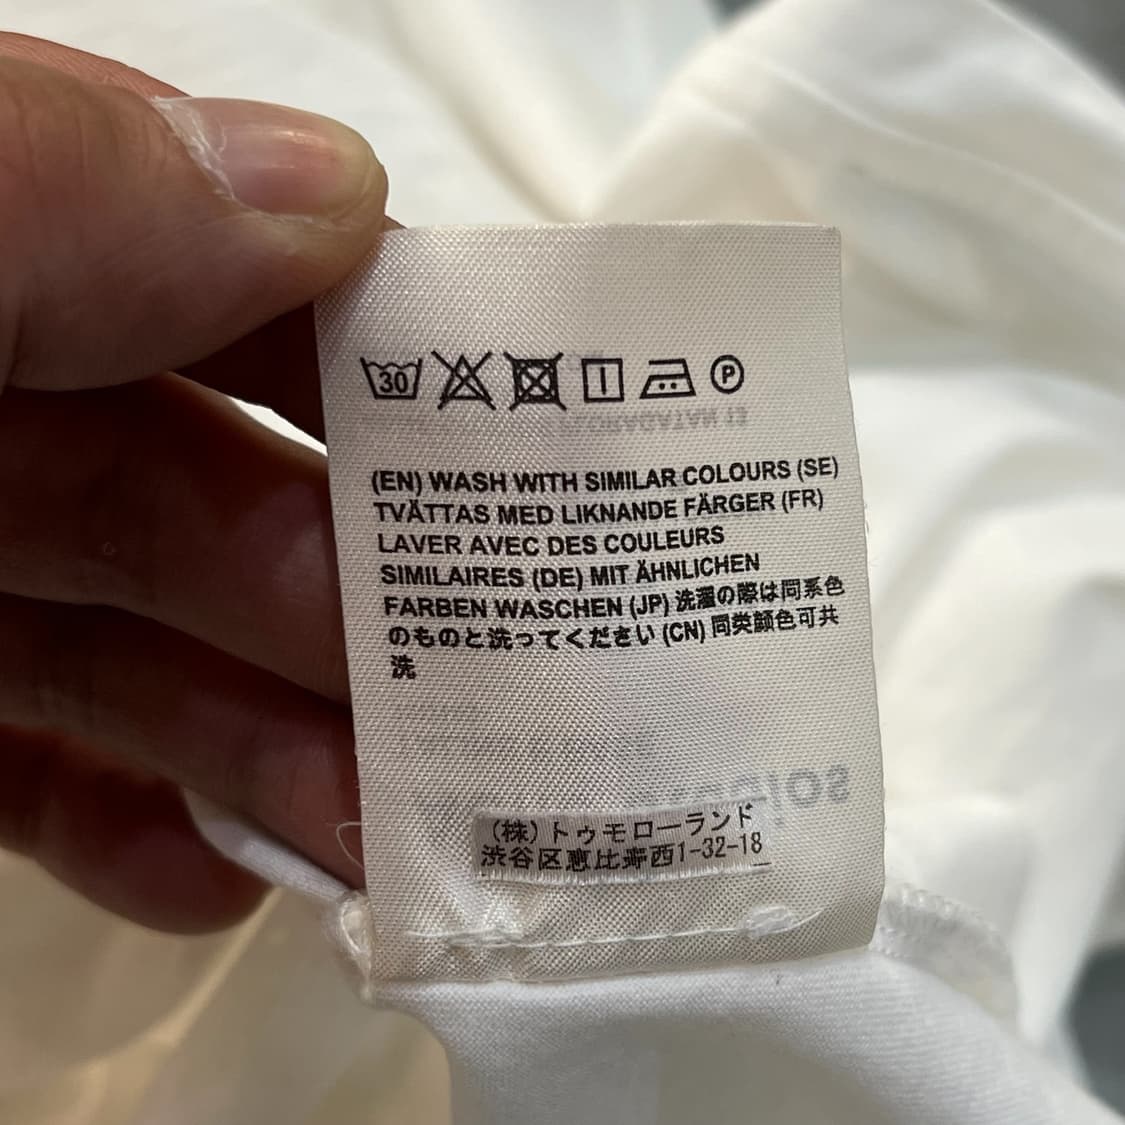 30
P
(EN) WASH WITH SIMILAR COLOURS (SE)
TVÄTTAS MED LIKNANDE FÄRGER (FR)
LAVER AVEC DES COULEURS
SIMILAIRES (DE) MIT ÄHNLICHEN
FARBEN WASCHEN (JP) 洗濯の際は同系色
のものと洗ってください (CN) 同类颜色可共
洗
(株)トゥモローランド
渋谷区恵比寿西1-32-18